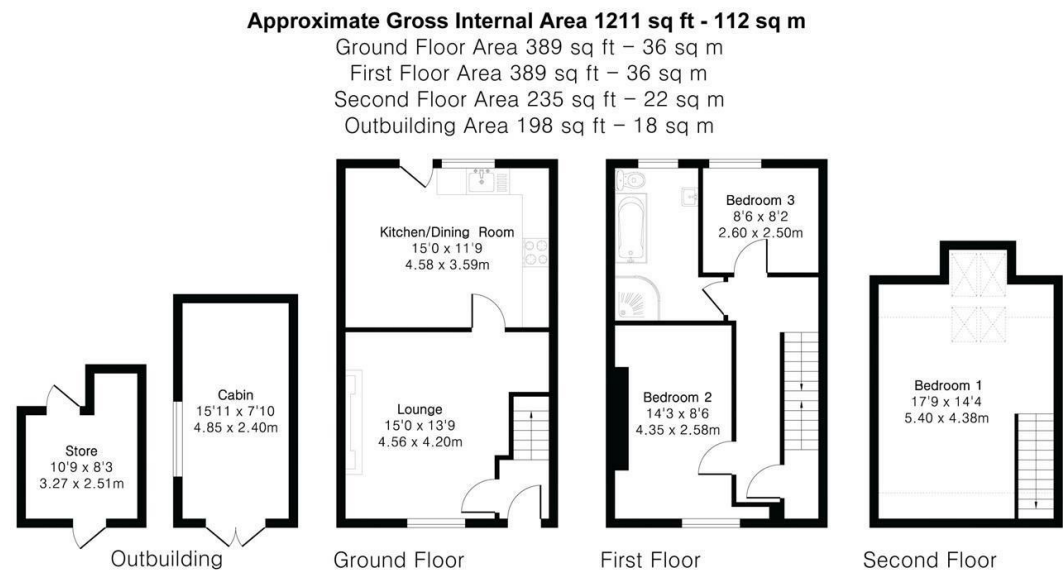 Approximate Gross Internal Area 1211 sq ft - 112 sq m
Ground Floor Area 389 sq ft – 36 sq m
First Floor Area 389 sq ft – 36 sq m
Second Floor Area 235 sq ft – 22 sq m
Outbuilding Area 198 sq ft – 18 sq m
Store
10'9 x 8'3
3.27 x 2.51m
Cabin
15'11 x 7'10
4.85 x 2.40m
Outbuilding
Kitchen/Dining Room
15'0 x 11'9
4.58 x 3.59m
Lounge
15'0 x 13'9
4.56 x 4.20m
Ground Floor
Bedroom 3
8'6 x 8'2
2.60 x 2.50m
Bedroom 2
14'3 x 8'6
4.35 x 2.58m
First Floor
Bedroom 1
17'9 x 14'4
5.40 x 4.38m
Second Floor